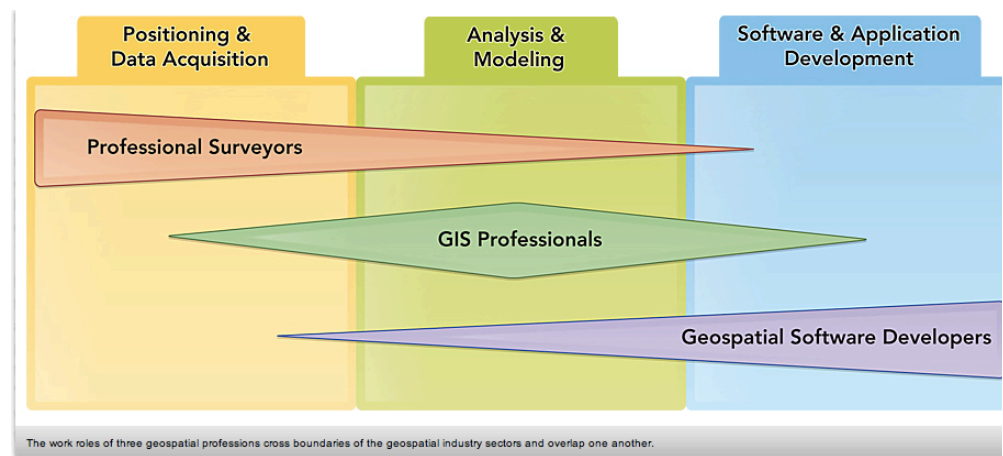 Positioning &
Data Acquisition
Analysis &
Modeling
Software & Application
Development
Professional Surveyors
GIS Professionals
Geospatial Software Developers
The work roles of three geospatial professions cross boundaries of the geospatial industry sectors and overlap one another.